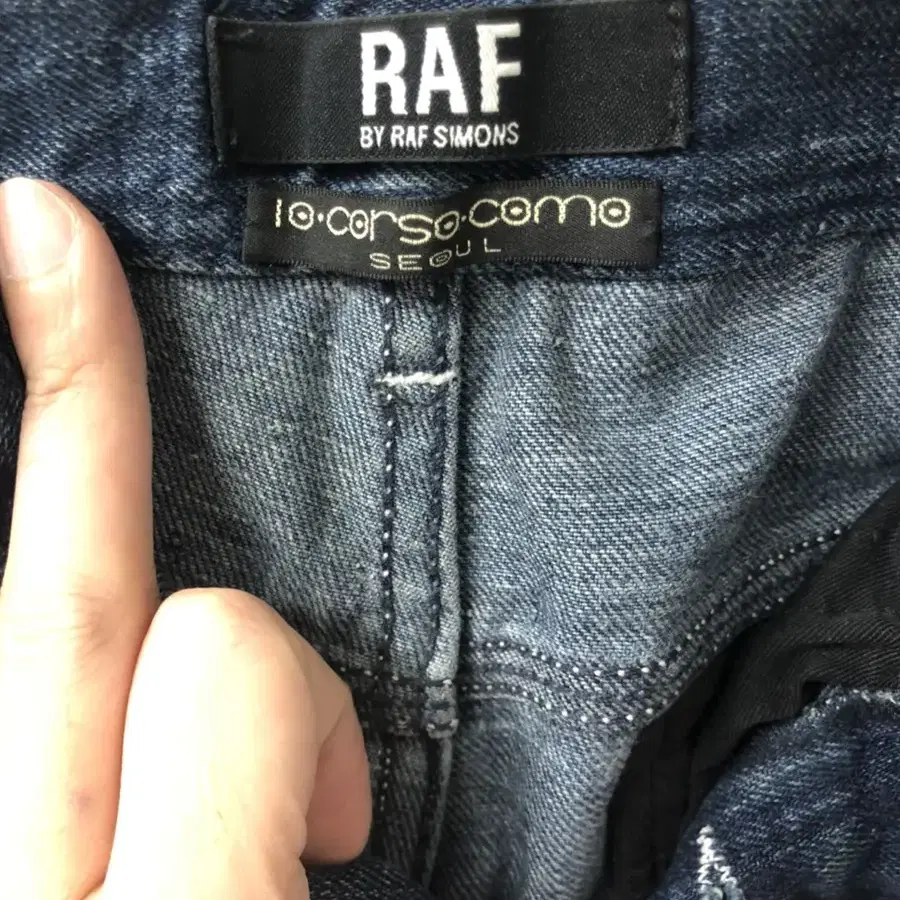 RAF
BY RAF SIMONS
10·corso·como
SEOUL